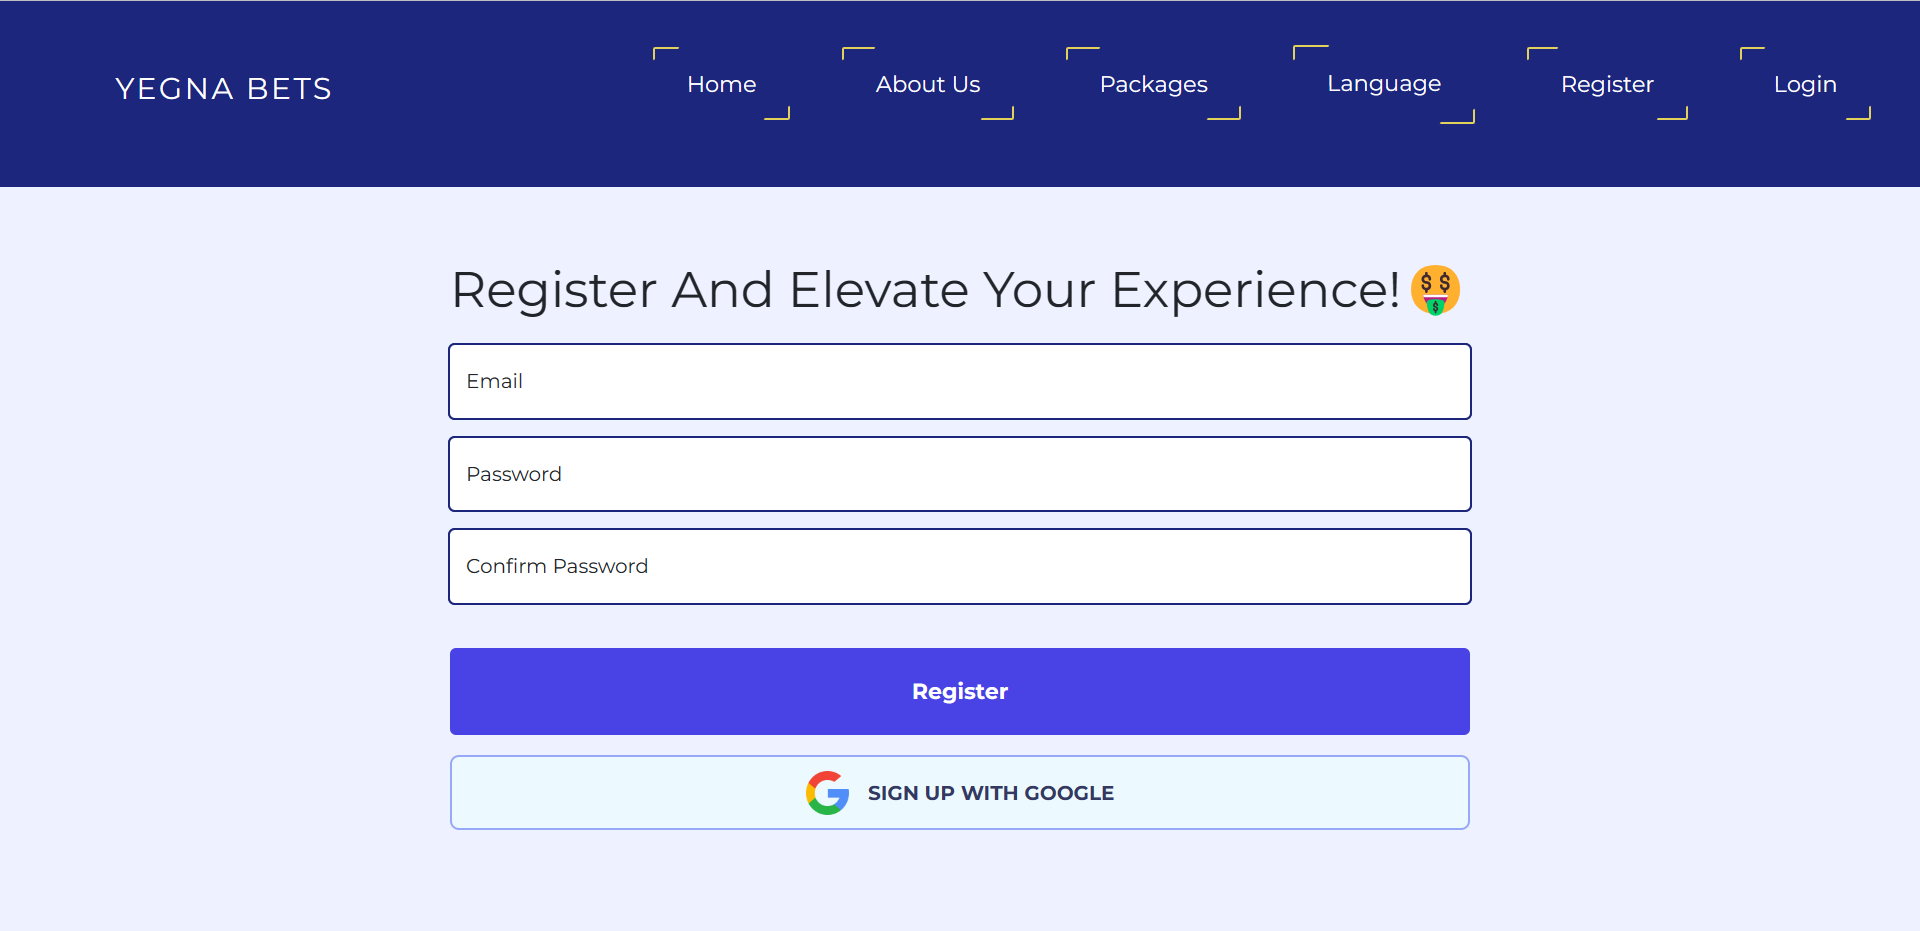 YEGNA BETS
Home
About Us
Packages
Language
Register
Login
Register And Elevate Your Experience! 🤑
Email
Password
Confirm Password
Register
SIGN UP WITH GOOGLE